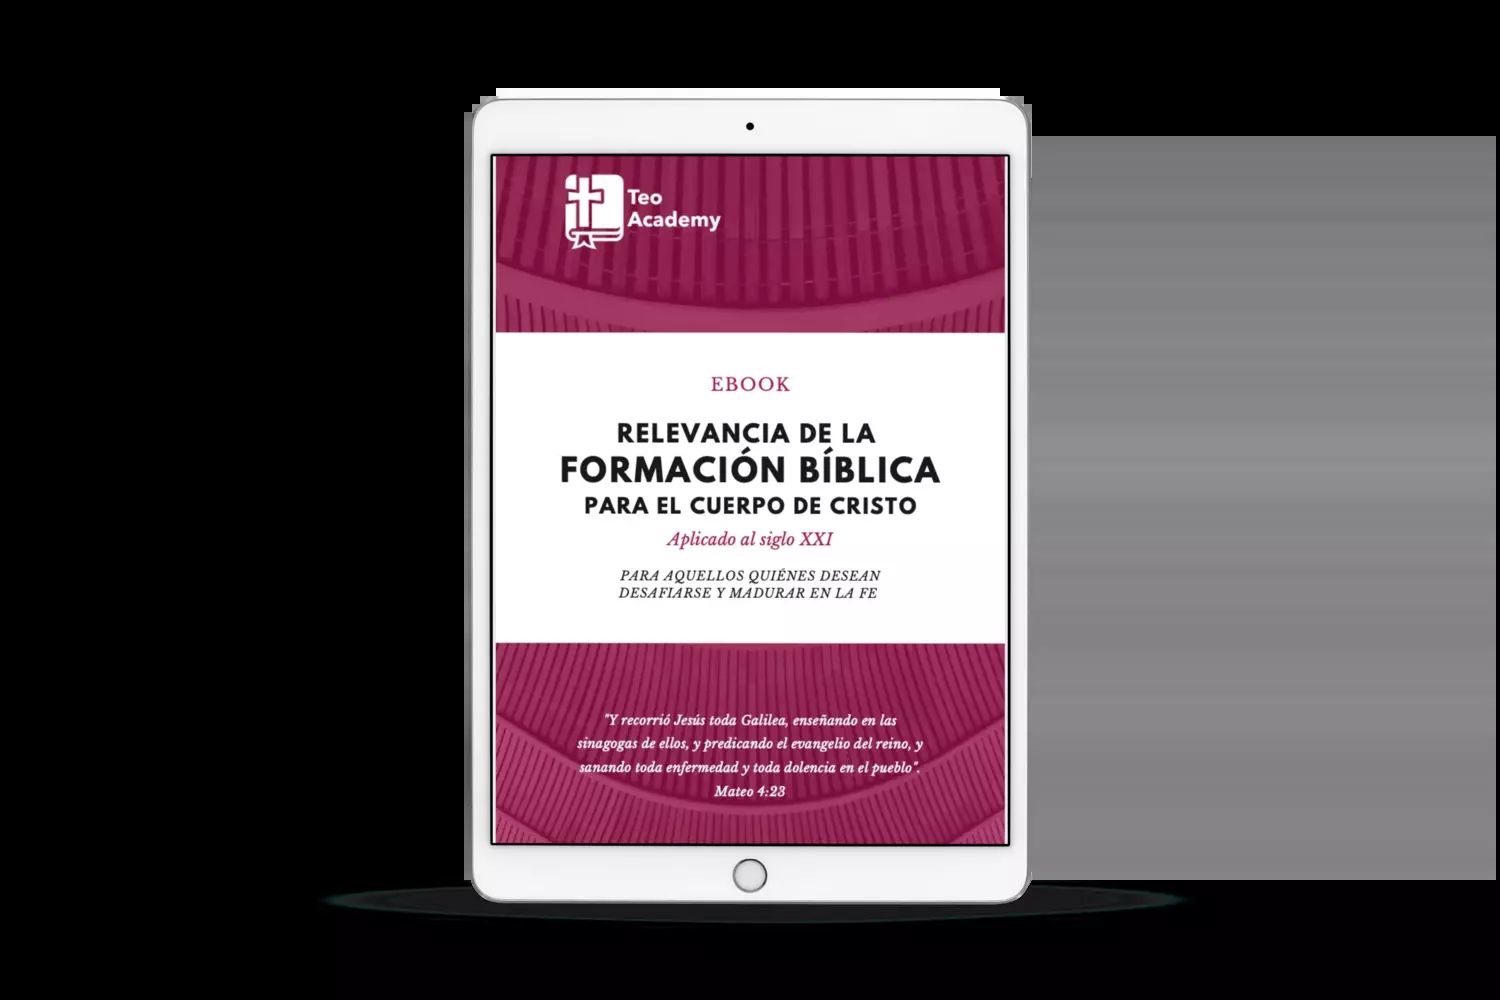 Teo
Academy
EBOOK
RELEVANCIA DE LA
FORMACIÓN BÍBLICA
PARA EL CUERPO DE CRISTO
Aplicado al siglo XXI
PARA AQUELLOS QUIÉNES DESEAN
DESAFIARSE Y MADURAR EN LA FE
"Y recorrió Jesús toda Galilea, enseñando en las
sinagogas de ellos, y predicando el evangelio del reino, y
sanando toda enfermedad y toda dolencia en el pueblo".
Mateo 4:23